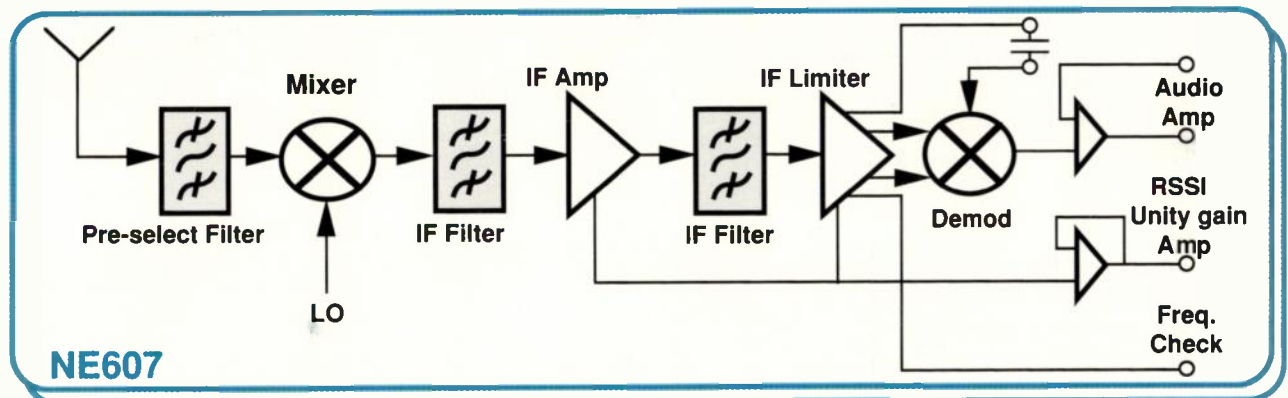 Mixer
IF Amp
IF Limiter
Audio
Amp
Pre-select Filter
IF Filter
IF Filter
Demod
RSSI
Unity gain
Amp
LO
Freq.
Check
NE607